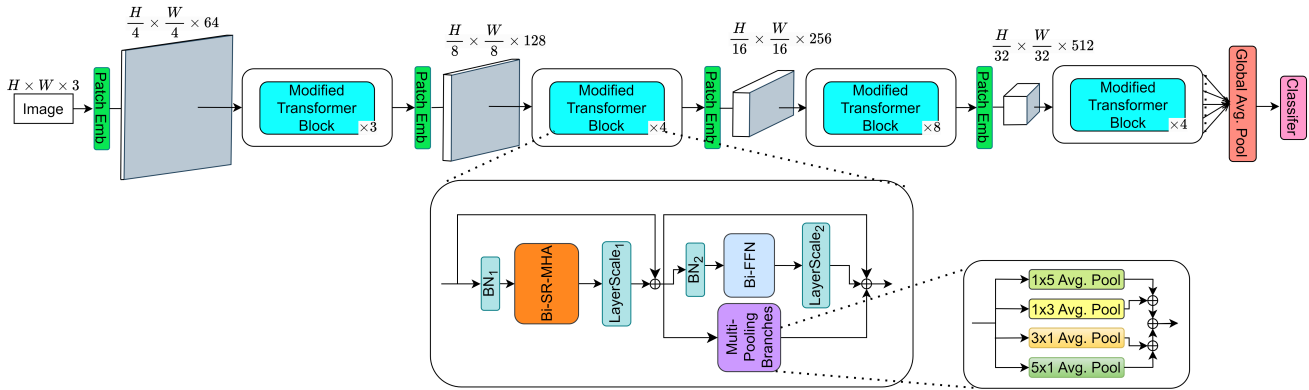 H/4 × W/4 × 64
H/8 × W/8 × 128
H/16 × W/16 × 256
H/32 × W/32 × 512
H × W × 3
Image
Patch Emb
Modified
Transformer
Block
×3
Patch Emb
Modified
Transformer
Block
×4
Patch Emb
Modified
Transformer
Block
×8
Patch Emb
Modified
Transformer
Block
×4
Global Avg. Pool
Classifer
BN1
Bi-SR-MHA
LayerScale1
BN2
Bi-FFN
LayerScale2
Multi-
Pooling
Branches
1x5 Avg. Pool
1x3 Avg. Pool
3x1 Avg. Pool
5x1 Avg. Pool